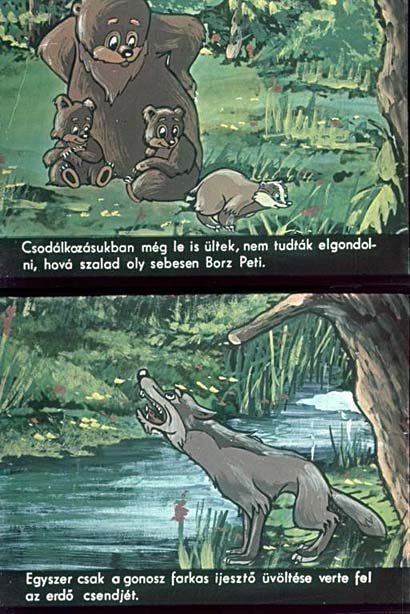 Csodálkozásukban még le is ültek, nem tudták elgondol-
ni, hová szalad oly sebesen Borz Peti.
Egyszer csak a gonosz farkas ijesztő üvöltése verte fel
az erdő csendjét.